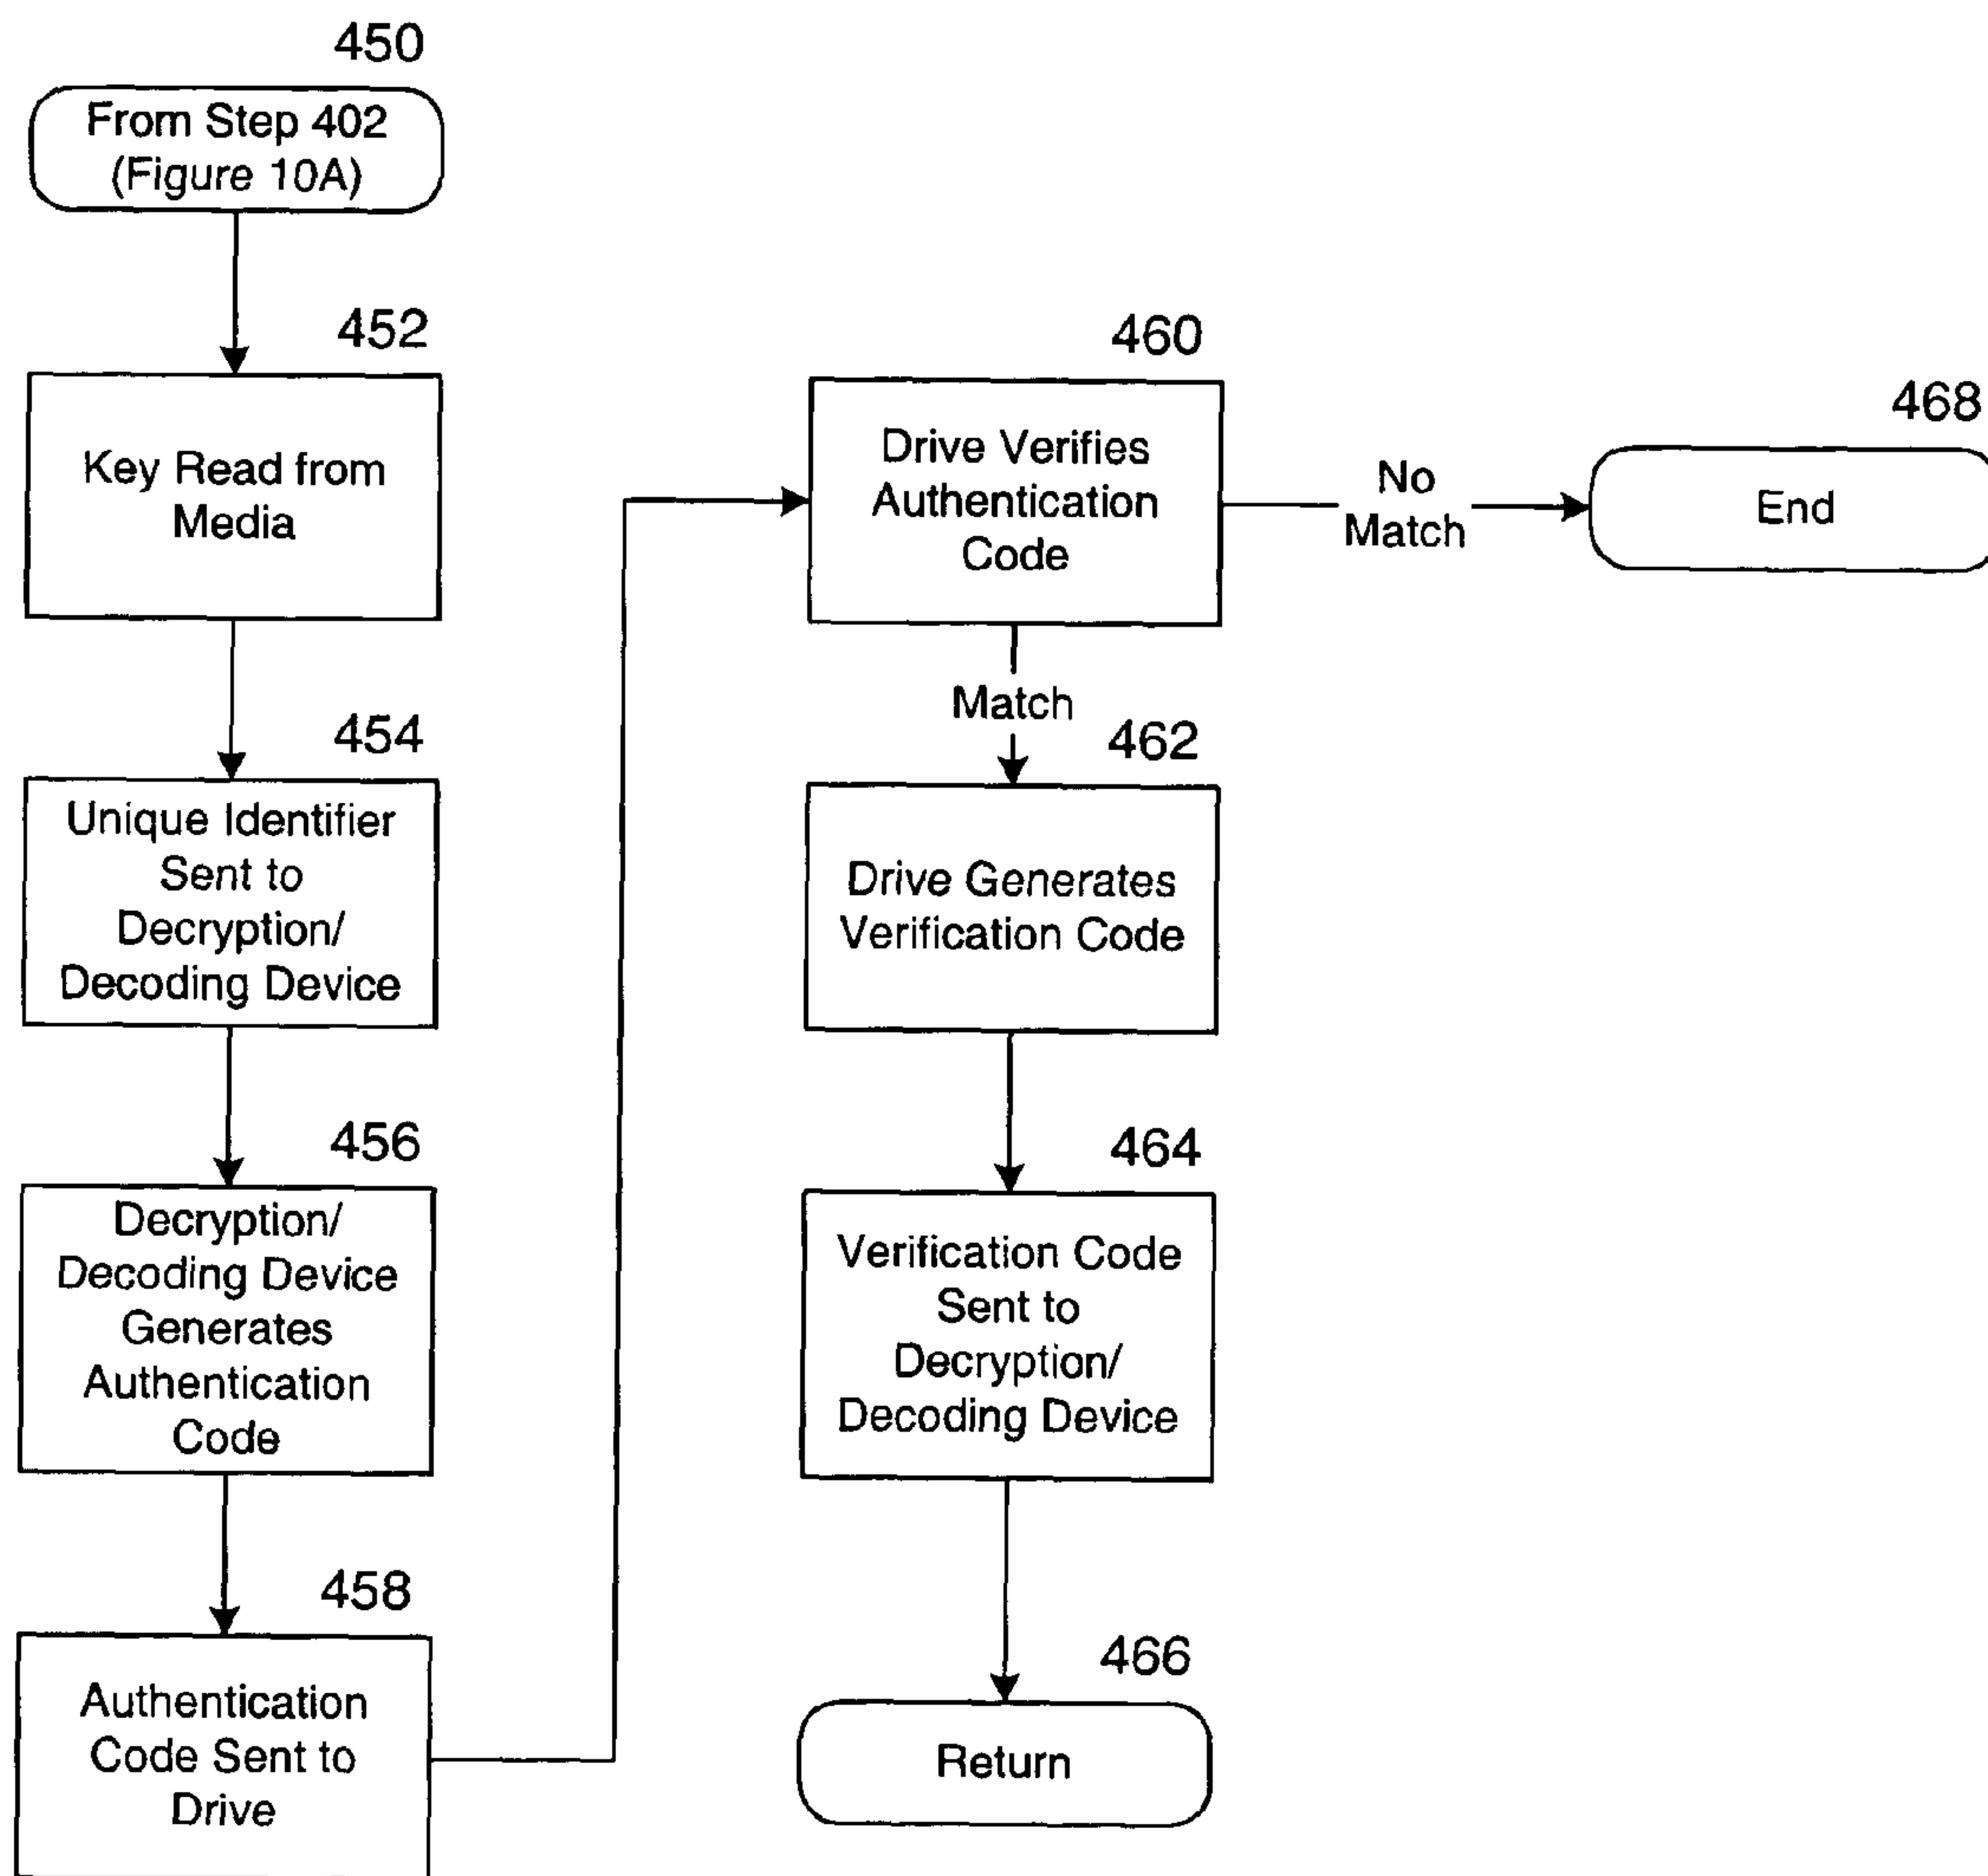 450
From Step 402
(Figure 10A)
452
Key Read from
Media
454
Unique Identifier
Sent to
Decryption/
Decoding Device
456
Decryption/
Decoding Device
Generates
Authentication
Code
458
Authentication
Code Sent to
Drive
460
Drive Verifies
Authentication
Code
No
Match
468
End
Match
462
Drive Generates
Verification Code
464
Verification Code
Sent to
Decryption/
Decoding Device
466
Return